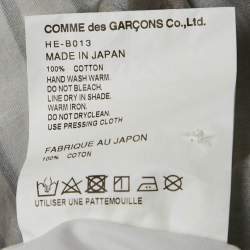 COMME des GARÇONS Co.,Ltd.
HE-B013
MADE IN JAPAN
100% COTTON
HAND WASH WARM.
DO NOT BLEACH.
LINE DRY IN SHADE.
WARM IRON.
DO NOT DRYCLEAN.
USE PRESSING CLOTH
FABRIQUE AU JAPON
100% COTON
UTILISER UNE PATTEMOUILLE